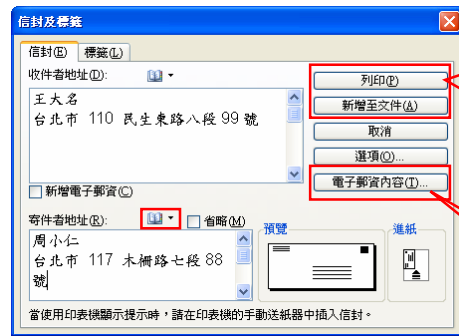 信封及標籤
信封(E) 標籤(L)
收件者地址(D):
王大名
台北市 110 民生東路八段 99 號
列印(P)
新增至文件(A)
取消
選項(O)...
電子郵資內容(I)...
新增電子郵資(C)
寄件者地址(R): 省略(M)
周小仁
台北市 117 木柵路七段 88
號
預覽
進紙
當使用印表機顯示提示時，請在印表機的手動送紙器中插入信封。